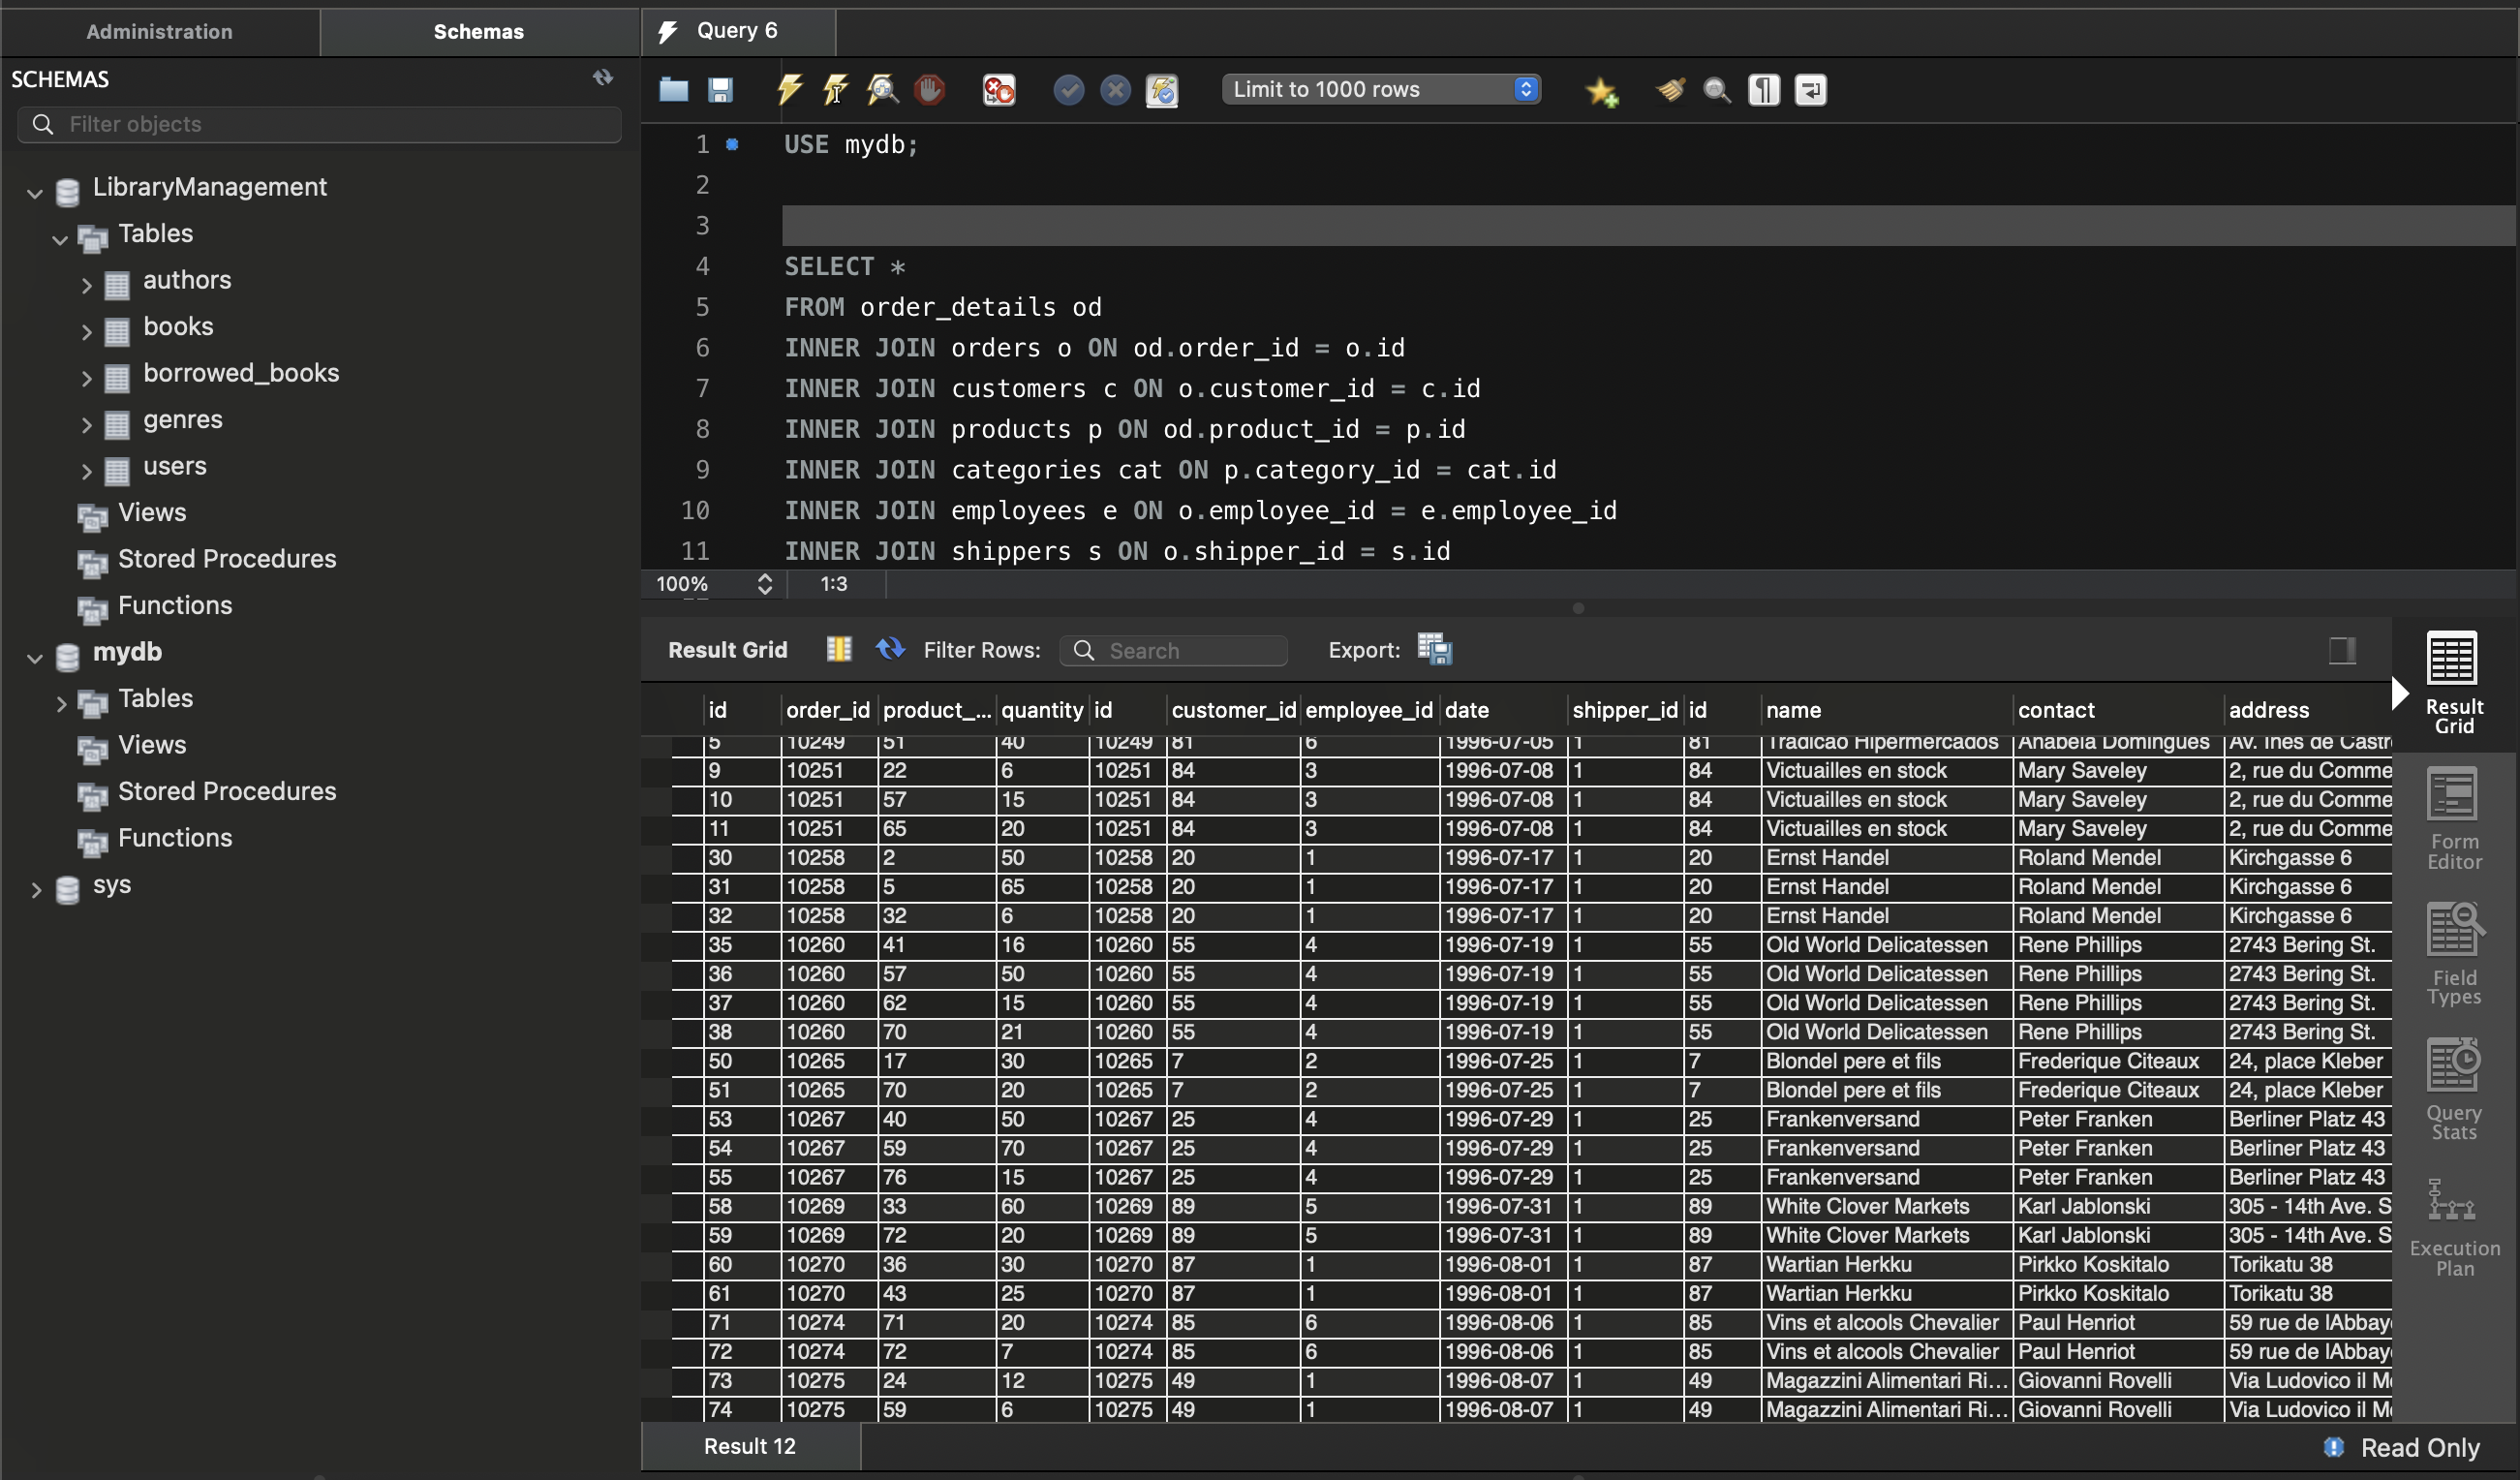 Administration
Schemas
SCHEMAS
Filter objects
LibraryManagement
Tables
authors
books
borrowed_books
genres
users
Views
Stored Procedures
Functions
mydb
Tables
Views
Stored Procedures
Functions
sys
Query 6
Limit to 1000 rows
1 USE mydb;
2
3
4 SELECT *
5 FROM order_details od
6 INNER JOIN orders o ON od.order_id = o.id
7 INNER JOIN customers c ON o.customer_id = c.id
8 INNER JOIN products p ON od.product_id = p.id
9 INNER JOIN categories cat ON p.category_id = cat.id
10 INNER JOIN employees e ON o.employee_id = e.employee_id
11 INNER JOIN shippers s ON o.shipper_id = s.id
100% 1:3
Result Grid Filter Rows: Search Export:
id order_id product_... quantity id customer_id employee_id date shipper_id id name contact address
5 10249 51 40 10249 81 6 1996-07-05 1 81 Tradicao Hipermercados Anabela Domingues Av. Ines de Castr
9 10251 22 6 10251 84 3 1996-07-08 1 84 Victuailles en stock Mary Saveley 2, rue du Comme
10 10251 57 15 10251 84 3 1996-07-08 1 84 Victuailles en stock Mary Saveley 2, rue du Comme
11 10251 65 20 10251 84 3 1996-07-08 1 84 Victuailles en stock Mary Saveley 2, rue du Comme
30 10258 2 50 10258 20 1 1996-07-17 1 20 Ernst Handel Roland Mendel Kirchgasse 6
31 10258 5 65 10258 20 1 1996-07-17 1 20 Ernst Handel Roland Mendel Kirchgasse 6
32 10258 32 6 10258 20 1 1996-07-17 1 20 Ernst Handel Roland Mendel Kirchgasse 6
35 10260 41 16 10260 55 4 1996-07-19 1 55 Old World Delicatessen Rene Phillips 2743 Bering St.
36 10260 57 50 10260 55 4 1996-07-19 1 55 Old World Delicatessen Rene Phillips 2743 Bering St.
37 10260 62 15 10260 55 4 1996-07-19 1 55 Old World Delicatessen Rene Phillips 2743 Bering St.
38 10260 70 21 10260 55 4 1996-07-19 1 55 Old World Delicatessen Rene Phillips 2743 Bering St.
50 10265 17 30 10265 7 2 1996-07-25 1 7 Blondel pere et fils Frederique Citeaux 24, place Kleber
51 10265 70 20 10265 7 2 1996-07-25 1 7 Blondel pere et fils Frederique Citeaux 24, place Kleber
53 10267 40 50 10267 25 4 1996-07-29 1 25 Frankenversand Peter Franken Berliner Platz 43
54 10267 59 70 10267 25 4 1996-07-29 1 25 Frankenversand Peter Franken Berliner Platz 43
55 10267 76 15 10267 25 4 1996-07-29 1 25 Frankenversand Peter Franken Berliner Platz 43
58 10269 33 60 10269 89 5 1996-07-31 1 89 White Clover Markets Karl Jablonski 305 - 14th Ave. S
59 10269 72 20 10269 89 5 1996-07-31 1 89 White Clover Markets Karl Jablonski 305 - 14th Ave. S
60 10270 36 30 10270 87 1 1996-08-01 1 87 Wartian Herkku Pirkko Koskitalo Torikatu 38
61 10270 43 25 10270 87 1 1996-08-01 1 87 Wartian Herkku Pirkko Koskitalo Torikatu 38
71 10274 71 20 10274 85 6 1996-08-06 1 85 Vins et alcools Chevalier Paul Henriot 59 rue de lAbbay
72 10274 72 7 10274 85 6 1996-08-06 1 85 Vins et alcools Chevalier Paul Henriot 59 rue de lAbbay
73 10275 24 12 10275 49 1 1996-08-07 1 49 Magazzini Alimentari Ri... Giovanni Rovelli Via Ludovico il M
74 10275 59 6 10275 49 1 1996-08-07 1 49 Magazzini Alimentari Ri... Giovanni Rovelli Via Ludovico il M
Result
Grid
Form
Editor
Field
Types
Query
Stats
Execution
Plan
Result 12
Read Only